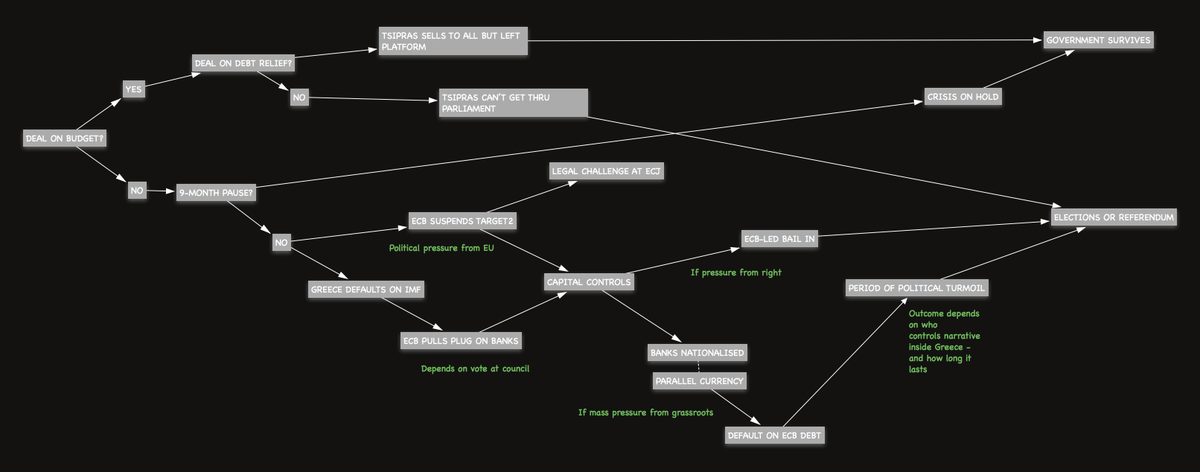 TSIPRAS SELLS TO ALL BUT LEFT
PLATFORM
GOVERNMENT SURVIVES
DEAL ON DEBT RELIEF?
YES
NO
TSIPRAS CAN'T GET THRU
PARLIAMENT
CRISIS ON HOLD
DEAL ON BUDGET?
NO
9-MONTH PAUSE?
LEGAL CHALLENGE AT ECJ
ECB SUSPENDS TARGET2
ELECTIONS OR REFERENDUM
NO
Political pressure from EU
ECB-LED BAIL IN
If pressure from right
CAPITAL CONTROLS
GREECE DEFAULTS ON IMF
PERIOD OF POLITICAL TURMOIL
Outcome depends
on who
controls narrative
inside Greece –
and how long it
lasts
ECB PULLS PLUG ON BANKS
Depends on vote at council
BANKS NATIONALISED
PARALLEL CURRENCY
If mass pressure from grassroots
DEFAULT ON ECB DEBT